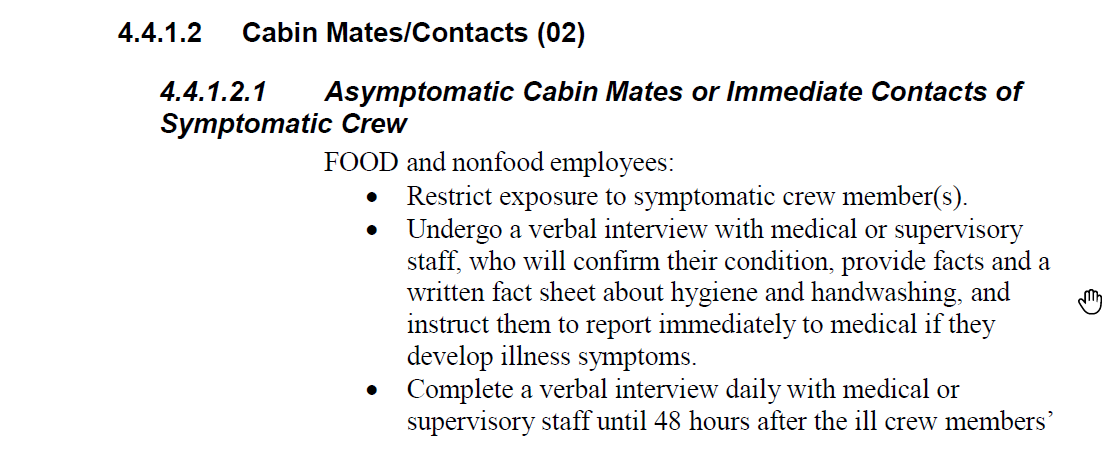 4.4.1.2 Cabin Mates/Contacts (02)
4.4.1.2.1 Asymptomatic Cabin Mates or Immediate Contacts of
Symptomatic Crew
FOOD and nonfood employees:
• Restrict exposure to symptomatic crew member(s).
• Undergo a verbal interview with medical or supervisory
staff, who will confirm their condition, provide facts and a
written fact sheet about hygiene and handwashing, and
instruct them to report immediately to medical if they
develop illness symptoms.
• Complete a verbal interview daily with medical or
supervisory staff until 48 hours after the ill crew members’